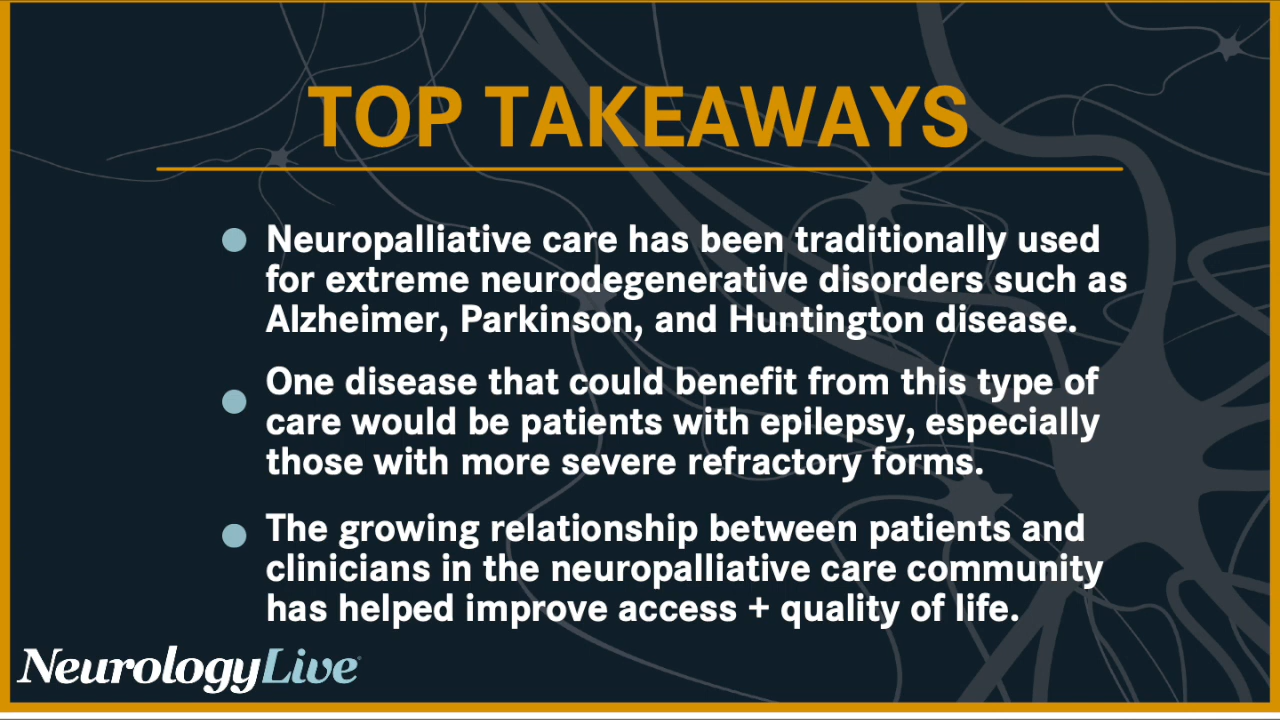 TOP TAKEAWAYS
Neuropalliative care has been traditionally used
for extreme neurodegenerative disorders such as
Alzheimer, Parkinson, and Huntington disease.
One disease that could benefit from this type of
care would be patients with epilepsy, especially
those with more severe refractory forms.
The growing relationship between patients and
clinicians in the neuropalliative care community
has helped improve access + quality of life.
NeurologyLive